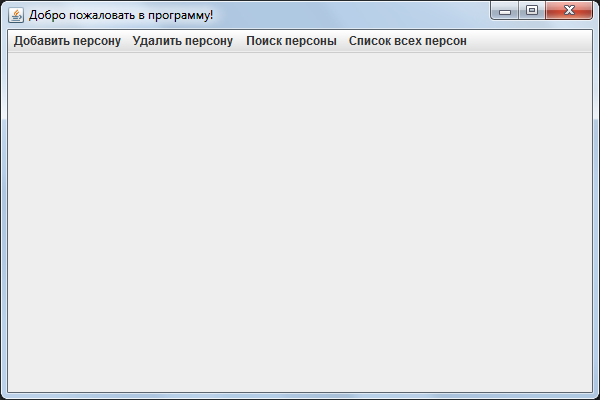 Добро пожаловать в программу!
Добавить персону Удалить персону Поиск персоны Список всех персон